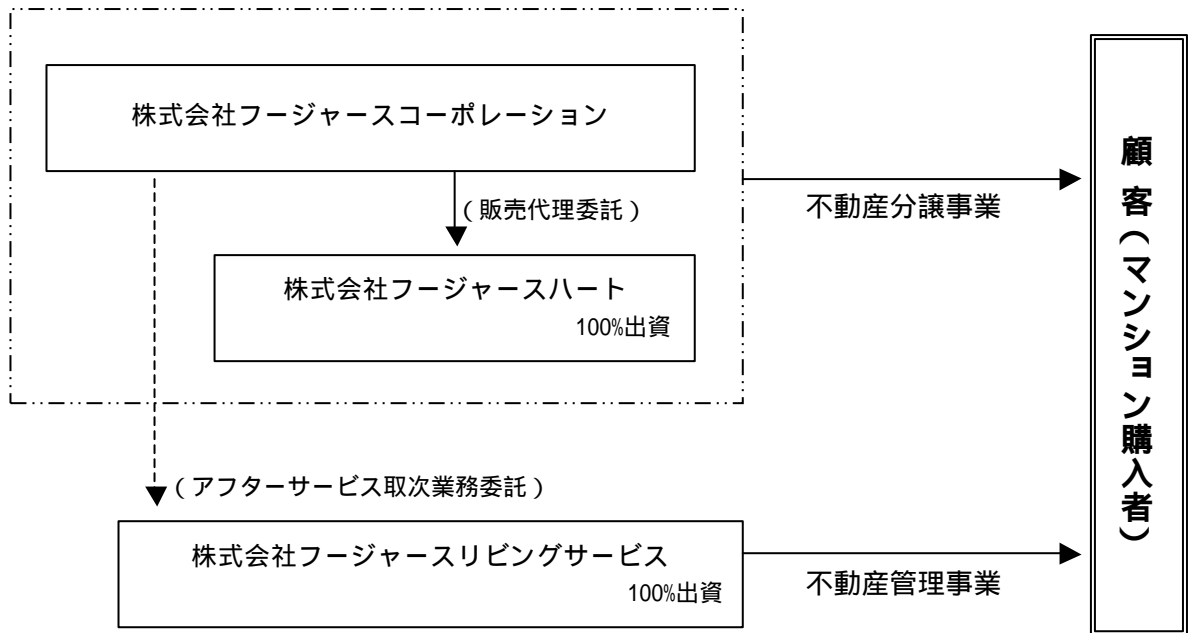 株式会社フージャースコーポレーション
（販売代理委託）
株式会社フージャースハート
100%出資
不動産分譲事業
（アフターサービス取次業務委託）
株式会社フージャースリビングサービス
100%出資
不動産管理事業
顧客（マンション購入者）